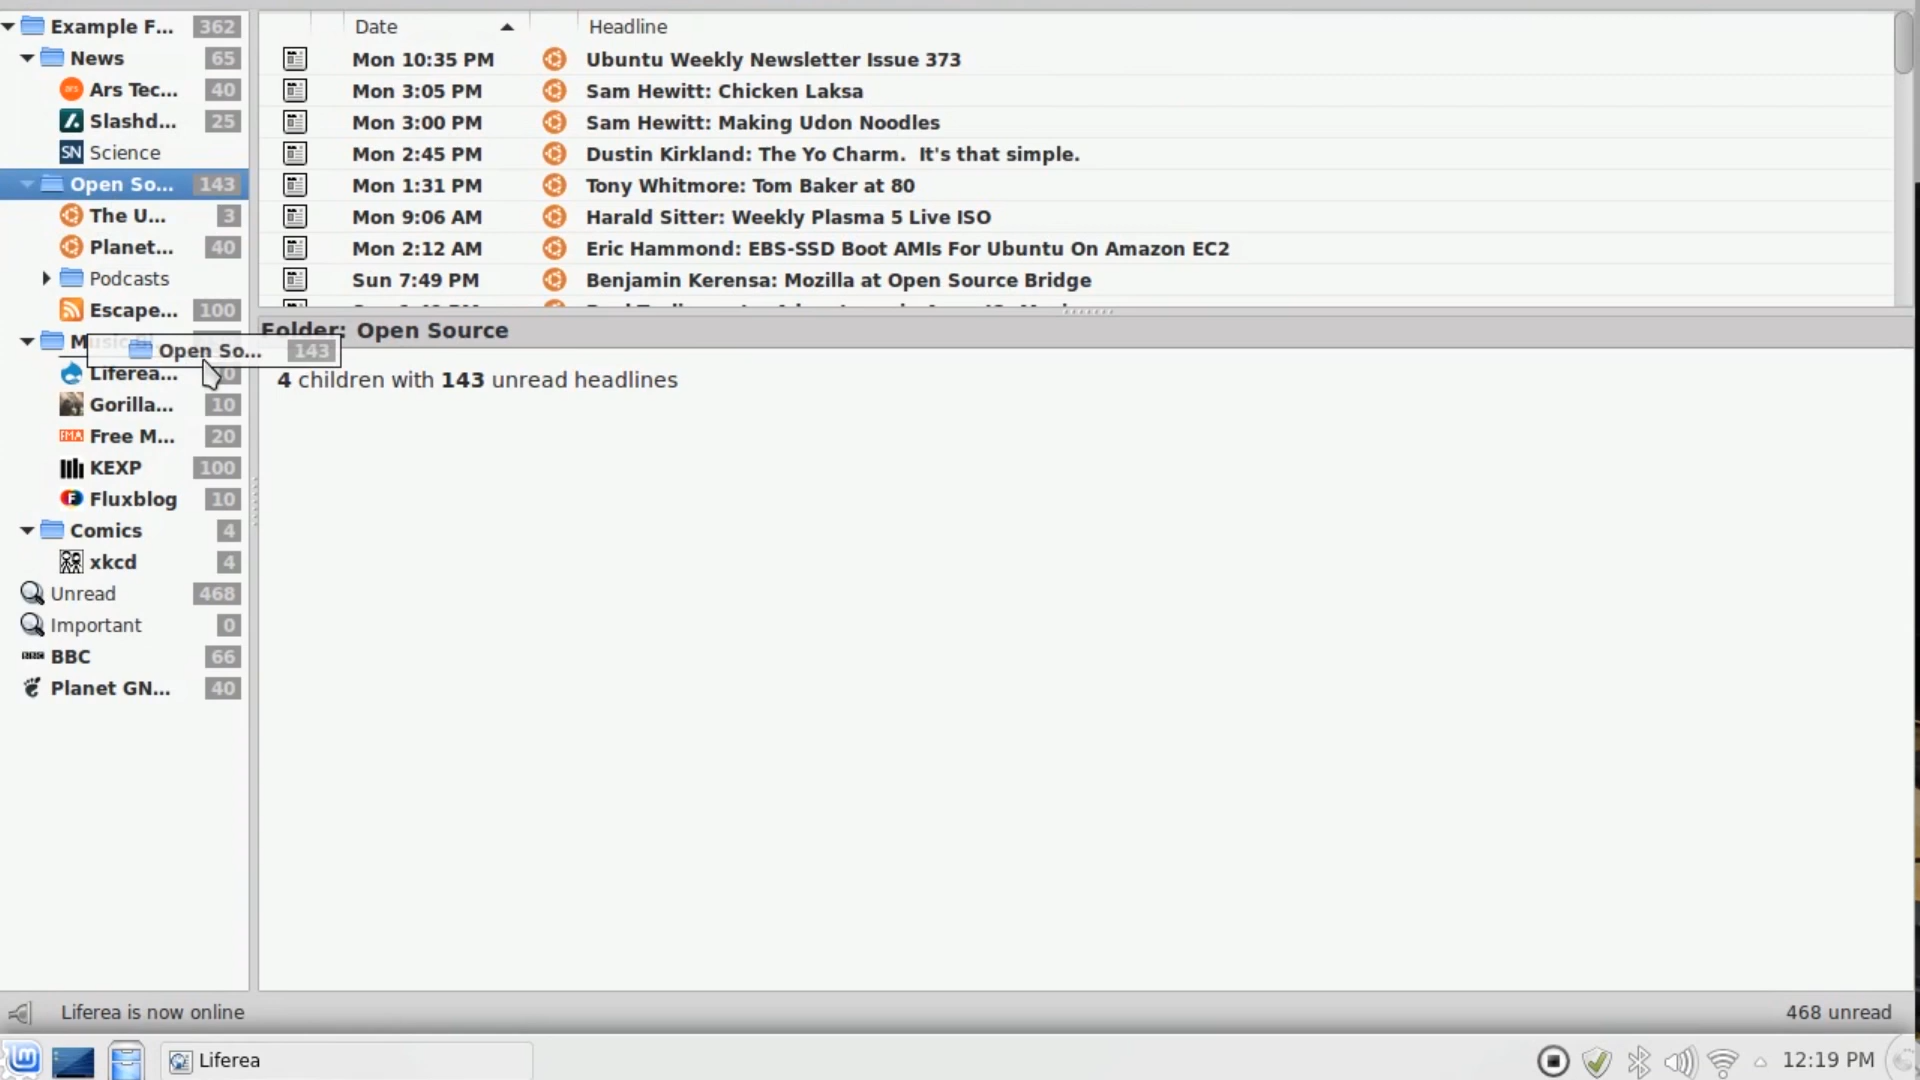 Example F... 362
News 65
Ars Tec... 40
Slashd... 25
SN Science
Open So... 143
The U... 3
Planet... 40
Podcasts
Escape... 100
Open So... 143
Liferea...
Gorilla... 10
Free M... 20
KEXP 100
Fluxblog 10
Comics 4
xkcd 4
Unread 468
Important 0
BBC 66
Planet GN... 40
Date Headline
Mon 10:35 PM Ubuntu Weekly Newsletter Issue 373
Mon 3:05 PM Sam Hewitt: Chicken Laksa
Mon 3:00 PM Sam Hewitt: Making Udon Noodles
Mon 2:45 PM Dustin Kirkland: The Yo Charm. It's that simple.
Mon 1:31 PM Tony Whitmore: Tom Baker at 80
Mon 9:06 AM Harald Sitter: Weekly Plasma 5 Live ISO
Mon 2:12 AM Eric Hammond: EBS-SSD Boot AMIs For Ubuntu On Amazon EC2
Sun 7:49 PM Benjamin Kerensa: Mozilla at Open Source Bridge
Folder: Open Source
4 children with 143 unread headlines
Liferea is now online
468 unread
Liferea
12:19 PM